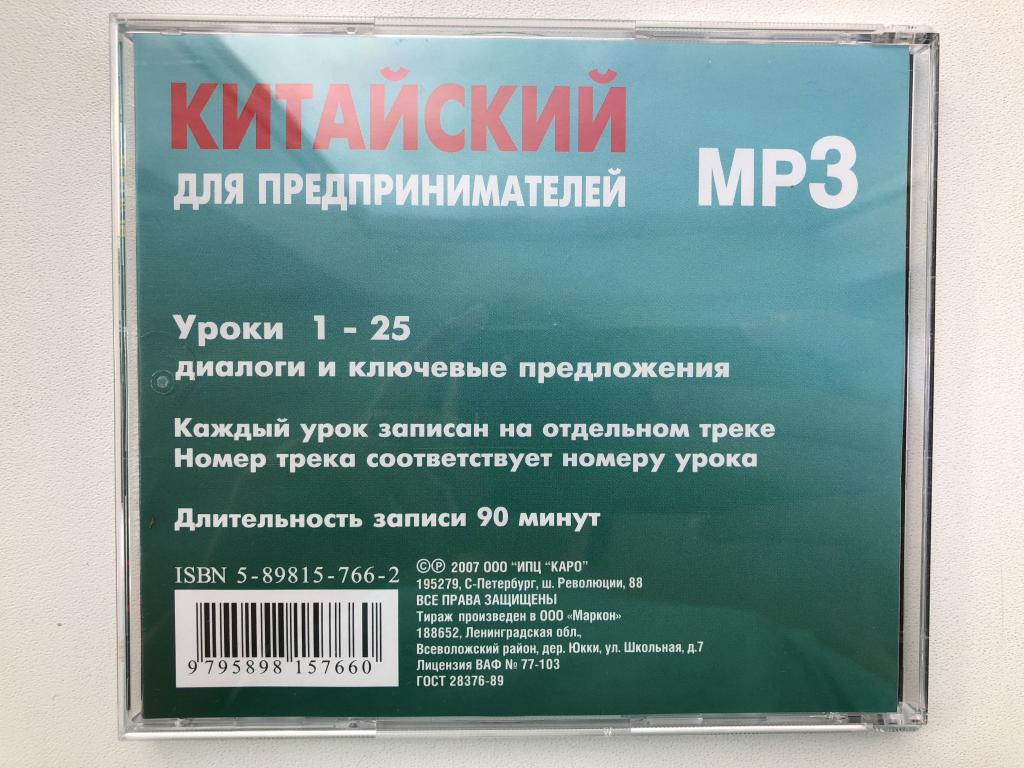 КИТАЙСКИЙ
ДЛЯ ПРЕДПРИНИМАТЕЛЕЙ
MP3
Уроки 1 - 25
диалоги и ключевые предложения
Каждый урок записан на отдельном треке
Номер трека соответствует номеру урока
Длительность записи 90 минут
ISBN 5-89815-766-2
9 795898 157660
©℗ 2007 ООО "ИПЦ "КАРО"
195279, С-Петербург, ш. Революции, 88
ВСЕ ПРАВА ЗАЩИЩЕНЫ
Тираж произведен в ООО «Маркон»
188652, Ленинградская обл.,
Всеволожский район, дер. Юкки, ул. Школьная, д.7
Лицензия ВАФ № 77-103
ГОСТ 28376-89